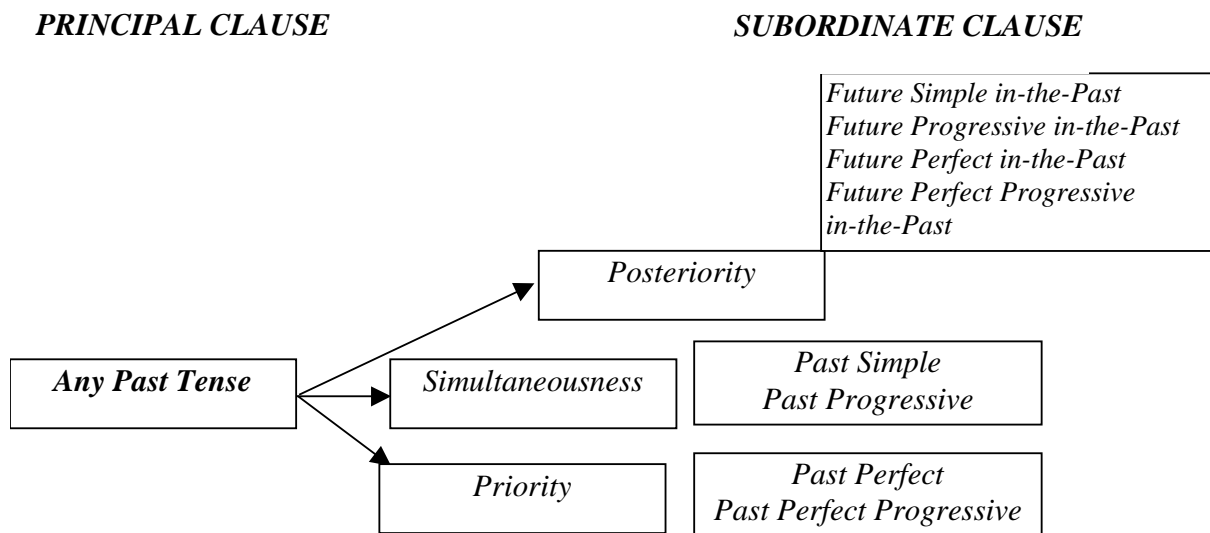 PRINCIPAL CLAUSE
SUBORDINATE CLAUSE
Future Simple in-the-Past
Future Progressive in-the-Past
Future Perfect in-the-Past
Future Perfect Progressive
in-the-Past
Posteriority
Any Past Tense
Simultaneousness
Past Simple
Past Progressive
Priority
Past Perfect
Past Perfect Progressive